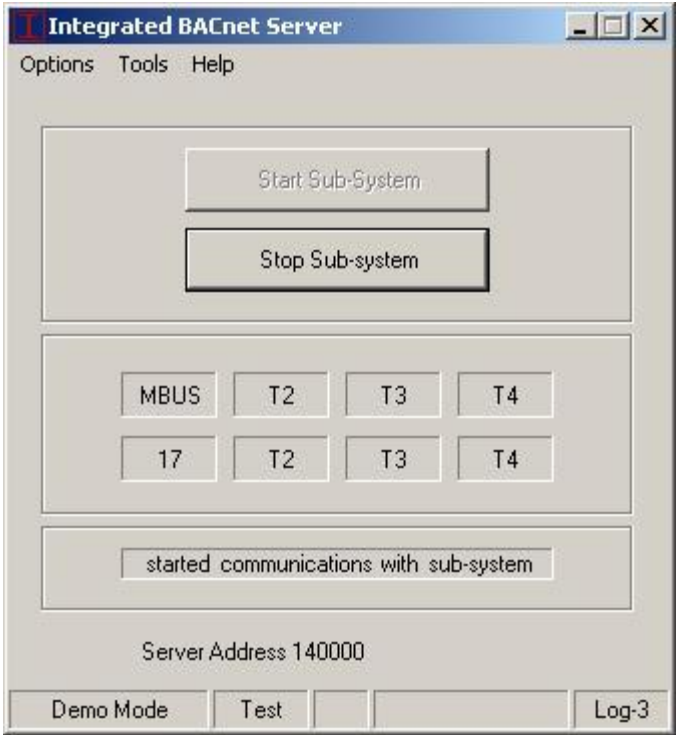 Integrated BACnet Server
Options Tools Help
Start Sub-System
Stop Sub-system
MBUS T2 T3 T4
17 T2 T3 T4
started communications with sub-system
Server Address 140000
Demo Mode Test Log-3